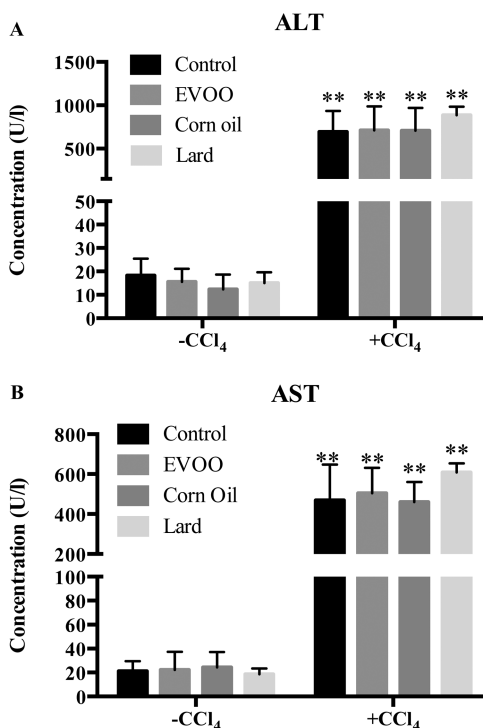 A
ALT
Concentration (U/l)
1500
1000
500
50
40
30
20
10
0
Control
EVOO
Corn oil
Lard
** ** ** **
-CCl4
+CCl4
B
AST
Concentration (U/l)
800
600
400
200
100
80
60
40
20
0
Control
EVOO
Corn Oil
Lard
** ** ** **
-CCl4
+CCl4